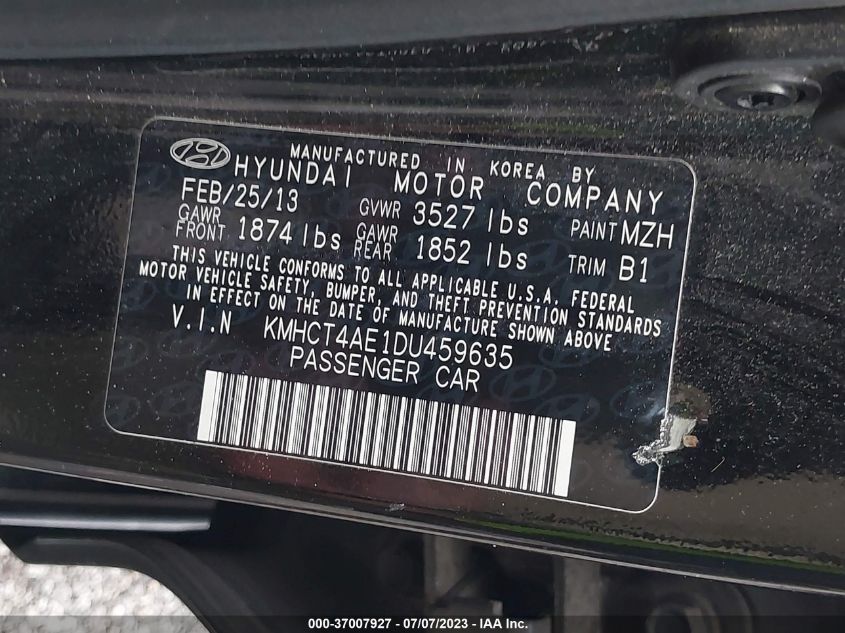 MANUFACTURED IN KOREA BY
HYUNDAI MOTOR COMPANY
FEB/25/13 GVWR 3527 lbs PAINT MZH
GAWR FRONT 1874 lbs GAWR REAR 1852 lbs TRIM B1
THIS VEHICLE CONFORMS TO ALL APPLICABLE U.S.A. FEDERAL
MOTOR VEHICLE SAFETY, BUMPER, AND THEFT PREVENTION STANDARDS
IN EFFECT ON THE DATE OF MANUFACTURE SHOWN ABOVE
V.I.N KMHCT4AE1DU459635
PASSENGER CAR
000-37007927 - 07/07/2023 - IAA Inc.